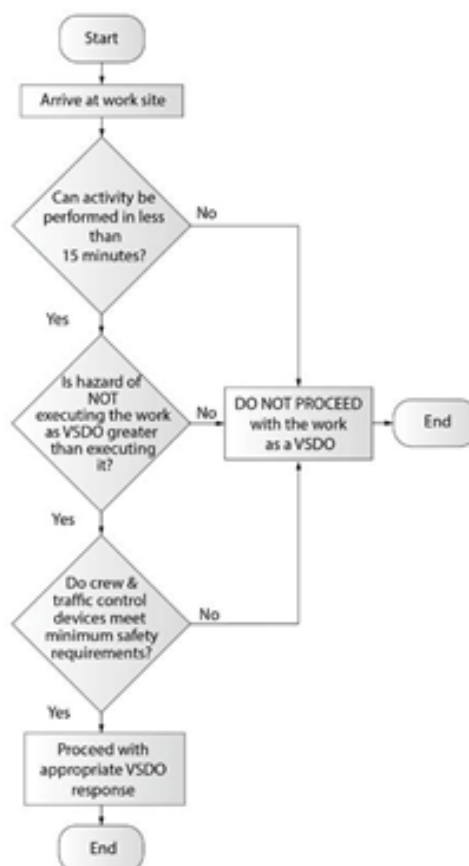 Start
Arrive at work site
Can activity be
performed in less
than
15 minutes?
No
Yes
Is hazard of
NOT
executing the work
as VSDO greater
than executing
it?
No
DO NOT PROCEED
with the work
as a VSDO
End
Yes
Do crew &
traffic control
devices meet
minimum safety
requirements?
No
Yes
Proceed with
appropriate VSDO
response
End